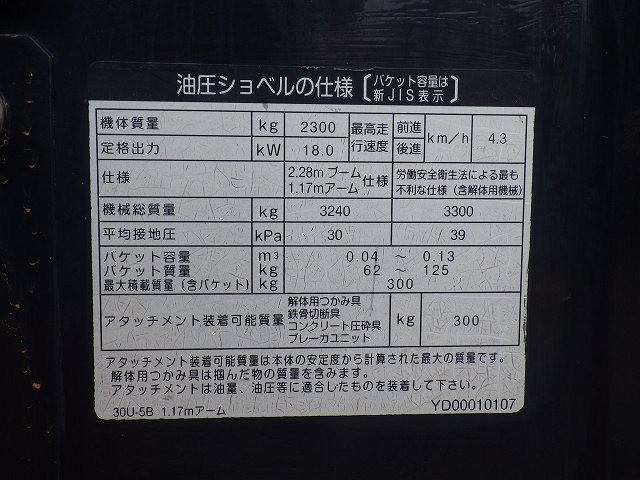 油圧ショベルの仕様 [バケット容量は新JIS表示]
機体質量 kg 2300 最高走行速度 前進 後進 km/h 4.3
定格出力 kW 18.0
仕様 2.28mブーム 1.17mアーム 仕様 労働安全衛生法による最も不利な仕様(含解体用機械)
機械総質量 kg 3240 3300
平均接地圧 kPa 30 39
バケット容量 m³ 0.04 ～ 0.13
バケット質量 kg 62 ～ 125
最大積載質量(含バケット) kg 300
アタッチメント装着可能質量 解体用つかみ具 鉄骨切断具 コンクリート圧砕具 ブレーカユニット kg 300
アタッチメント装着可能質量は本体の安定度から計算された最大の質量です。
解体用つかみ具は掴んだ物の質量を含みます。
アタッチメントは油量、油圧等に適合したものを装着して下さい。
30U-5B 1.17mアーム YD00010107